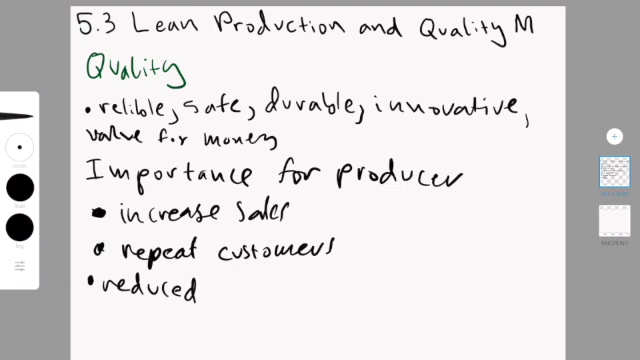 5.3 Lean Production and Quality M
Quality
• relible, safe, durable, innovative,
value for money
Importance for producer
• increase sales
• repeat customers
• reduced